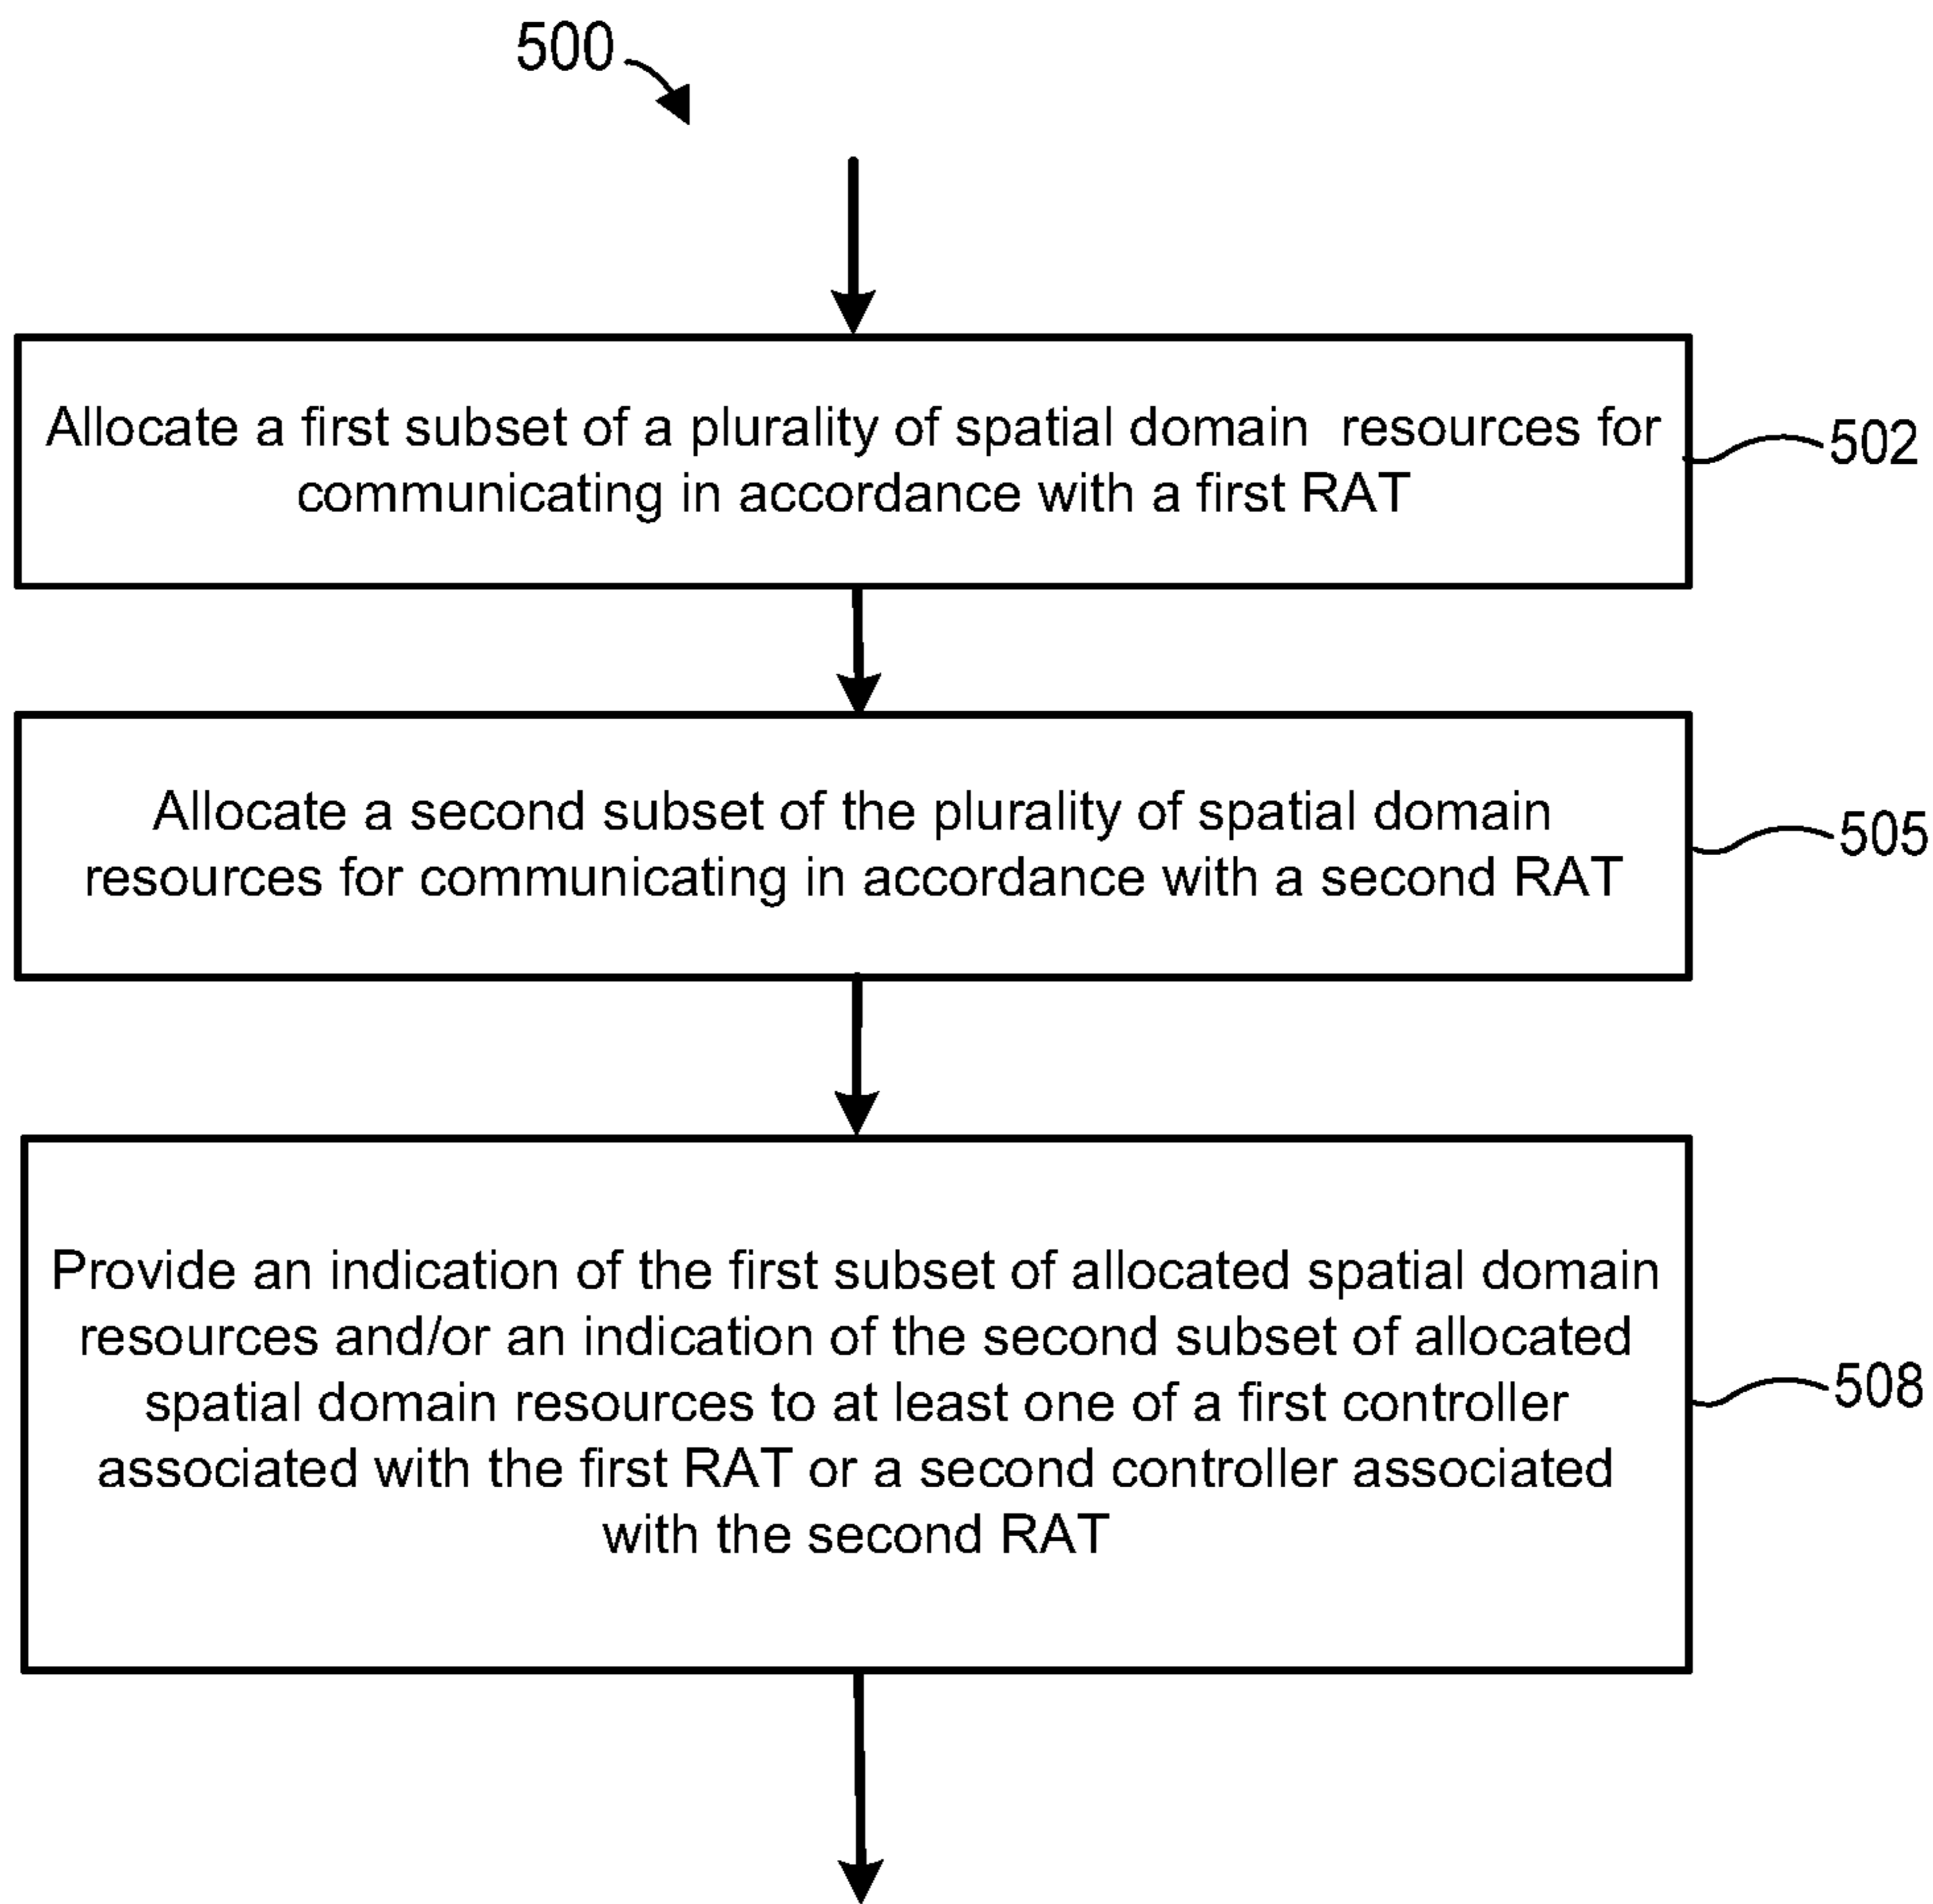 500
Allocate a first subset of a plurality of spatial domain  resources for
communicating in accordance with a first RAT
502
Allocate a second subset of the plurality of spatial domain
resources for communicating in accordance with a second RAT
505
Provide an indication of the first subset of allocated spatial domain
resources and/or an indication of the second subset of allocated
spatial domain resources to at least one of a first controller
associated with the first RAT or a second controller associated
with the second RAT
508